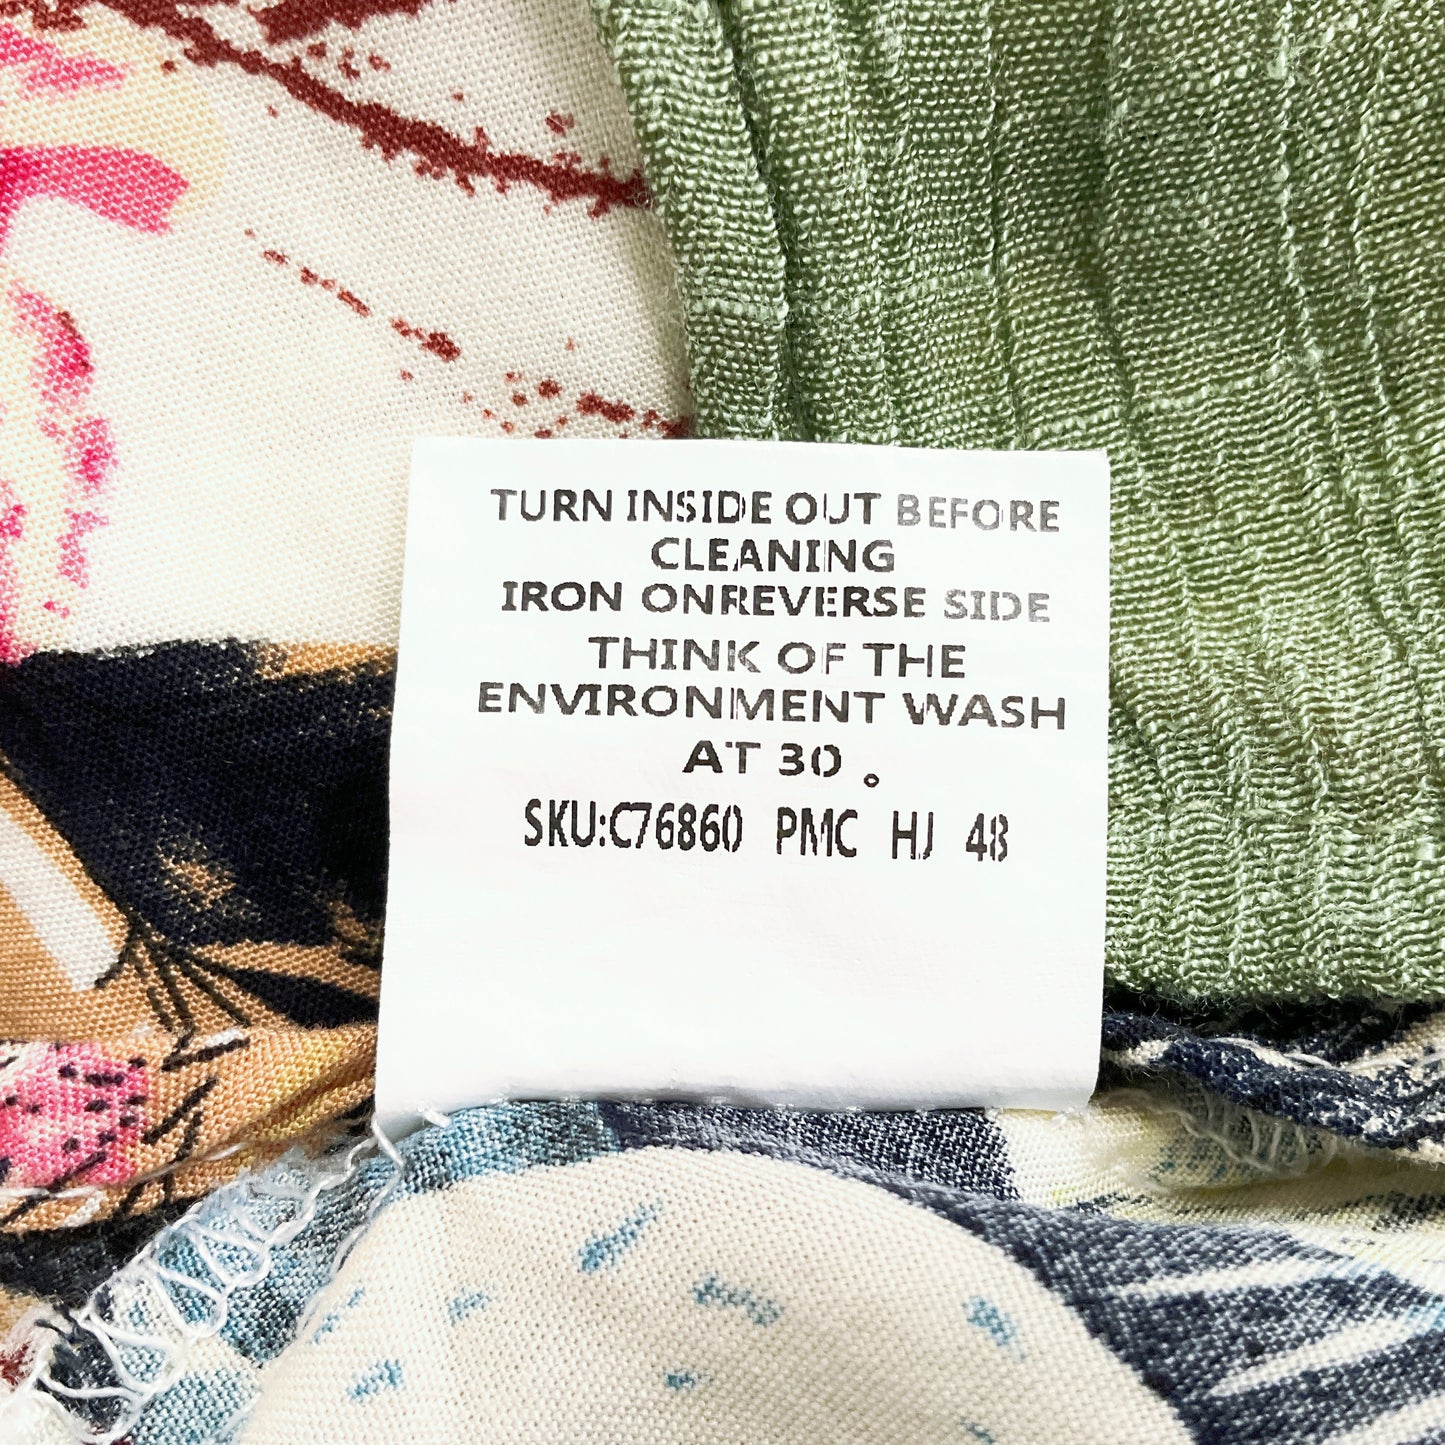 TURN INSIDE OUT BEFORE
CLEANING
IRON ONREVERSE SIDE
THINK OF THE
ENVIRONMENT WASH
AT 30 。
SKU:C76860 PMC HJ 48